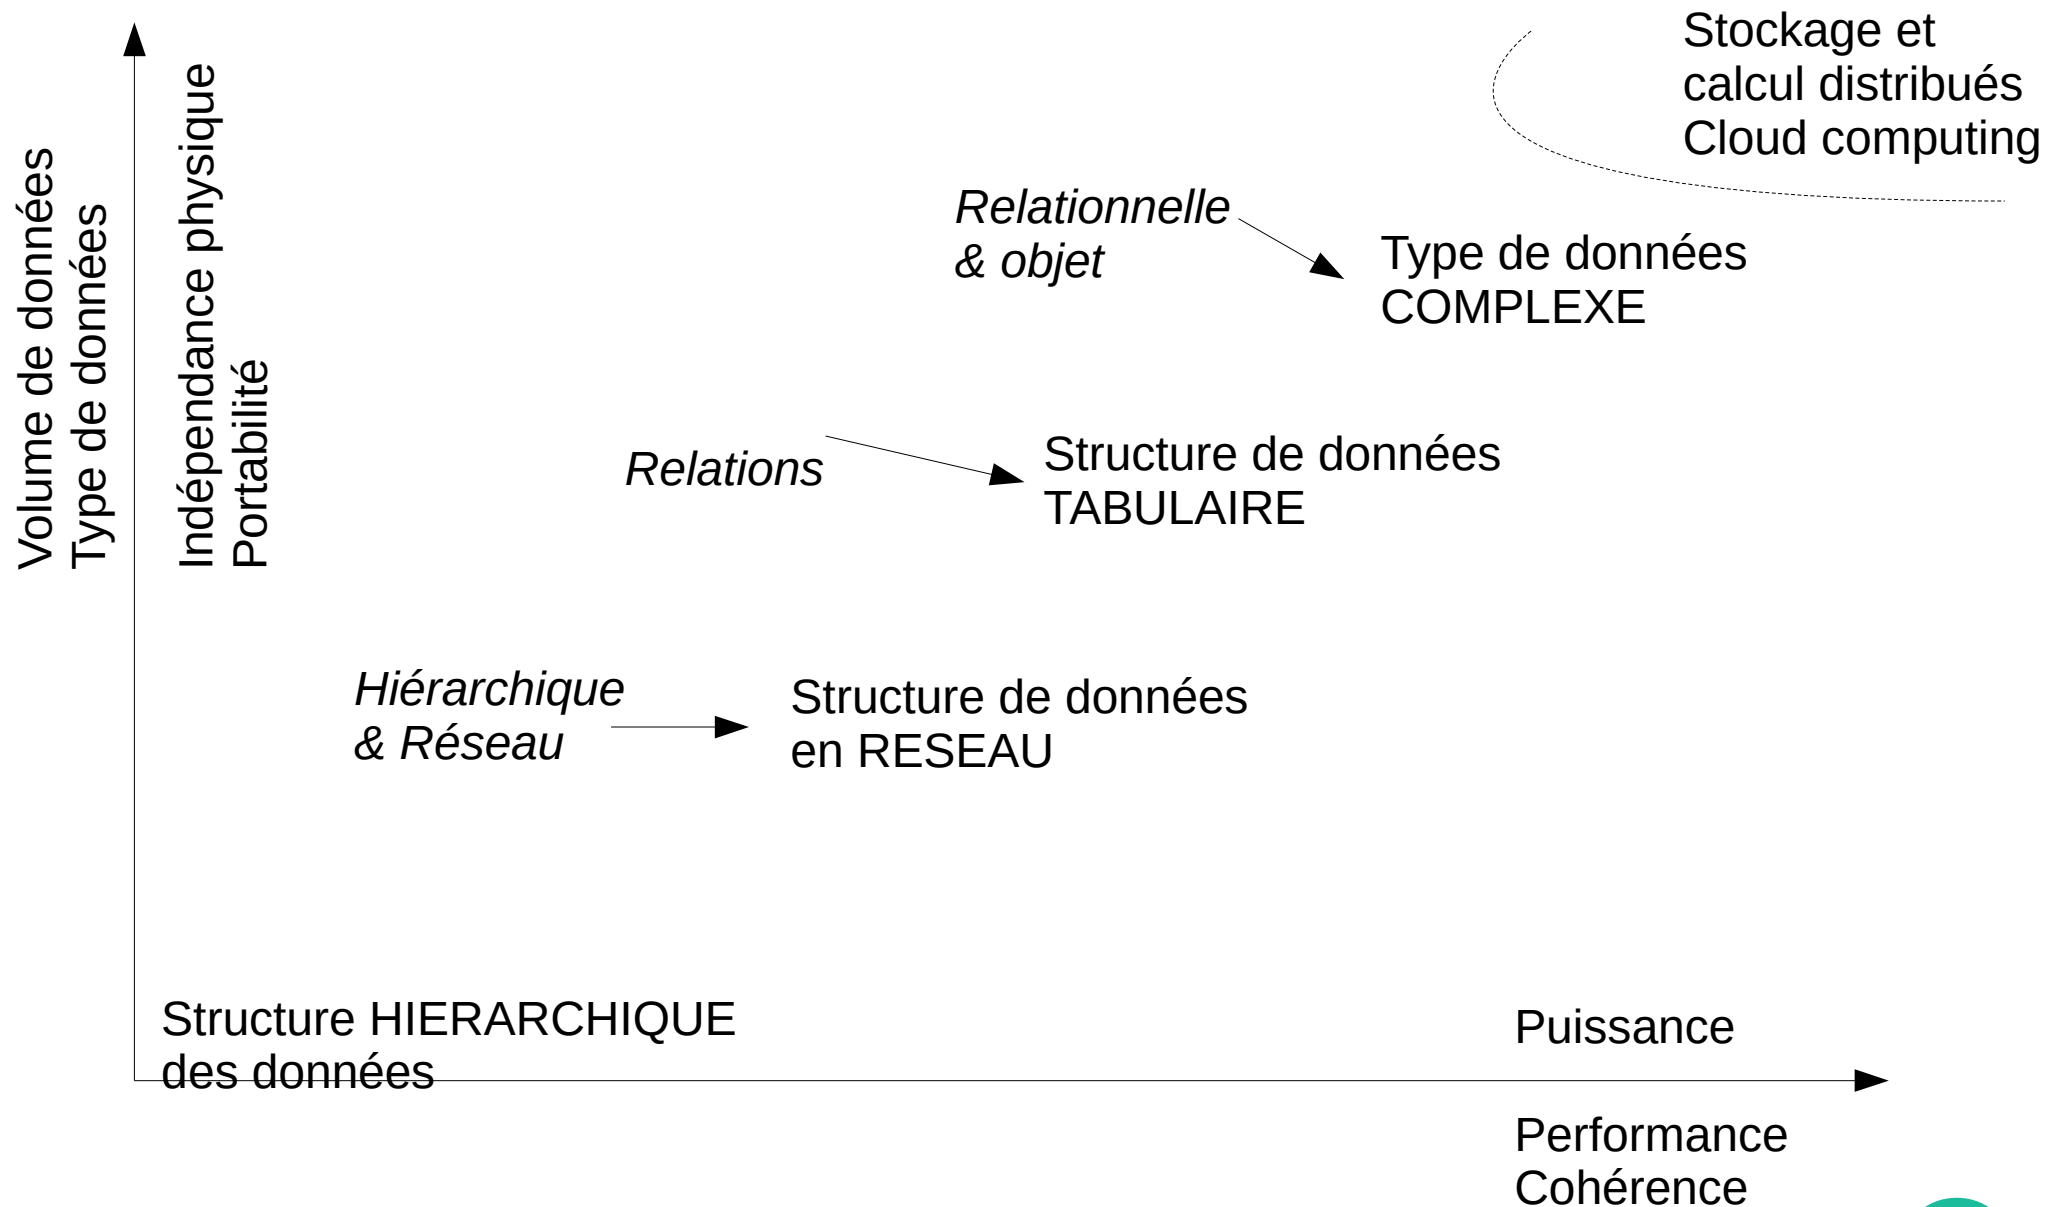 Volume de données
Type de données
Indépendance physique
Portabilité
Stockage et
calcul distribués
Cloud computing
Relationnelle
& objet
Type de données
COMPLEXE
Relations
Structure de données
TABULAIRE
Hiérarchique
& Réseau
Structure de données
en RESEAU
Structure HIERARCHIQUE
des données
Puissance
Performance
Cohérence